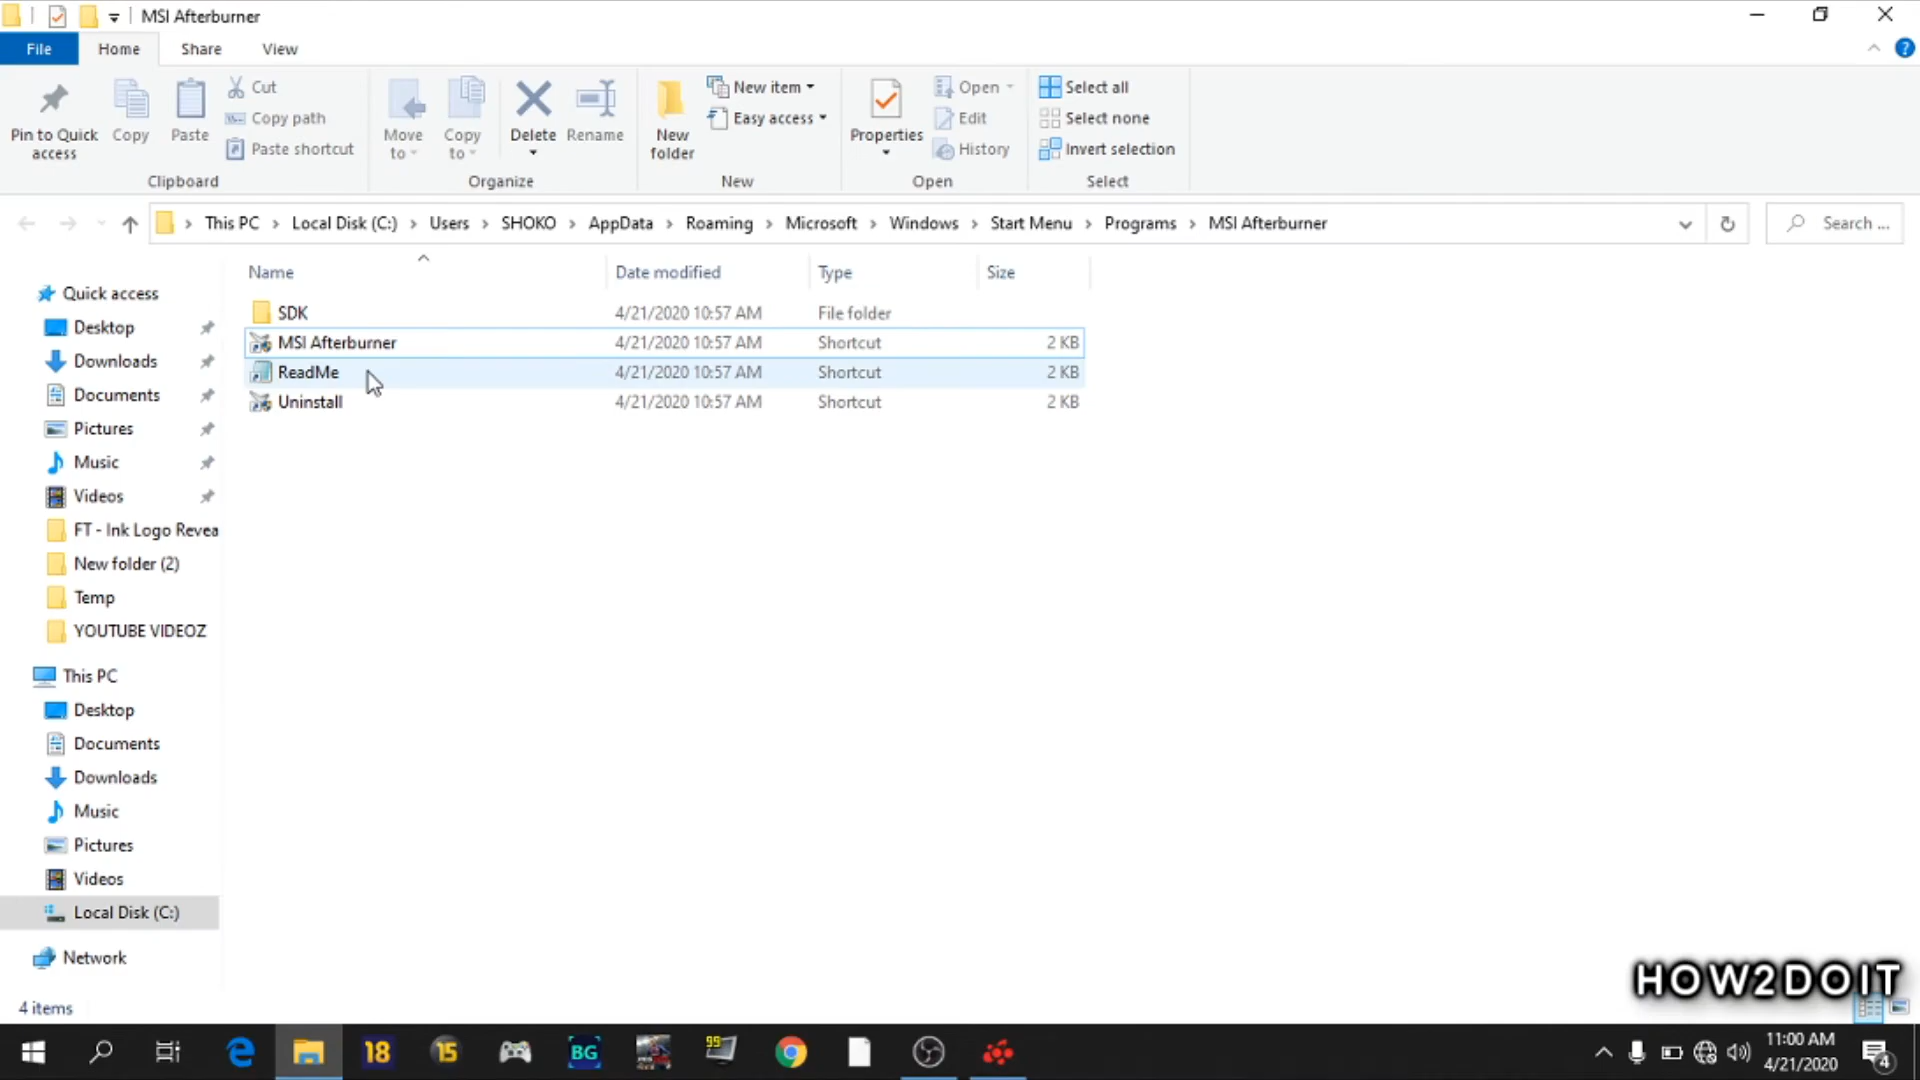 MSI Afterburner
File Home Share View
Pin to Quick access
Copy
Paste
Cut
Copy path
Paste shortcut
Clipboard
Move to
Copy to
Delete
Rename
Organize
New folder
New item
Easy access
New
Properties
Open
Edit
History
Open
Select all
Select none
Invert selection
Select
This PC > Local Disk (C:) > Users > SHOKO > AppData > Roaming > Microsoft > Windows > Start Menu > Programs > MSI Afterburner
Search ...
Name Date modified Type Size
SDK 4/21/2020 10:57 AM File folder
MSI Afterburner 4/21/2020 10:57 AM Shortcut 2 KB
ReadMe 4/21/2020 10:57 AM Shortcut 2 KB
Uninstall 4/21/2020 10:57 AM Shortcut 2 KB
Quick access
Desktop
Downloads
Documents
Pictures
Music
Videos
FT - Ink Logo Revea
New folder (2)
Temp
YOUTUBE VIDEOZ
This PC
Desktop
Documents
Downloads
Music
Pictures
Videos
Local Disk (C:)
Network
HOW2DOIT
4 items
18 15 BG 99
11:00 AM
4/21/2020
4